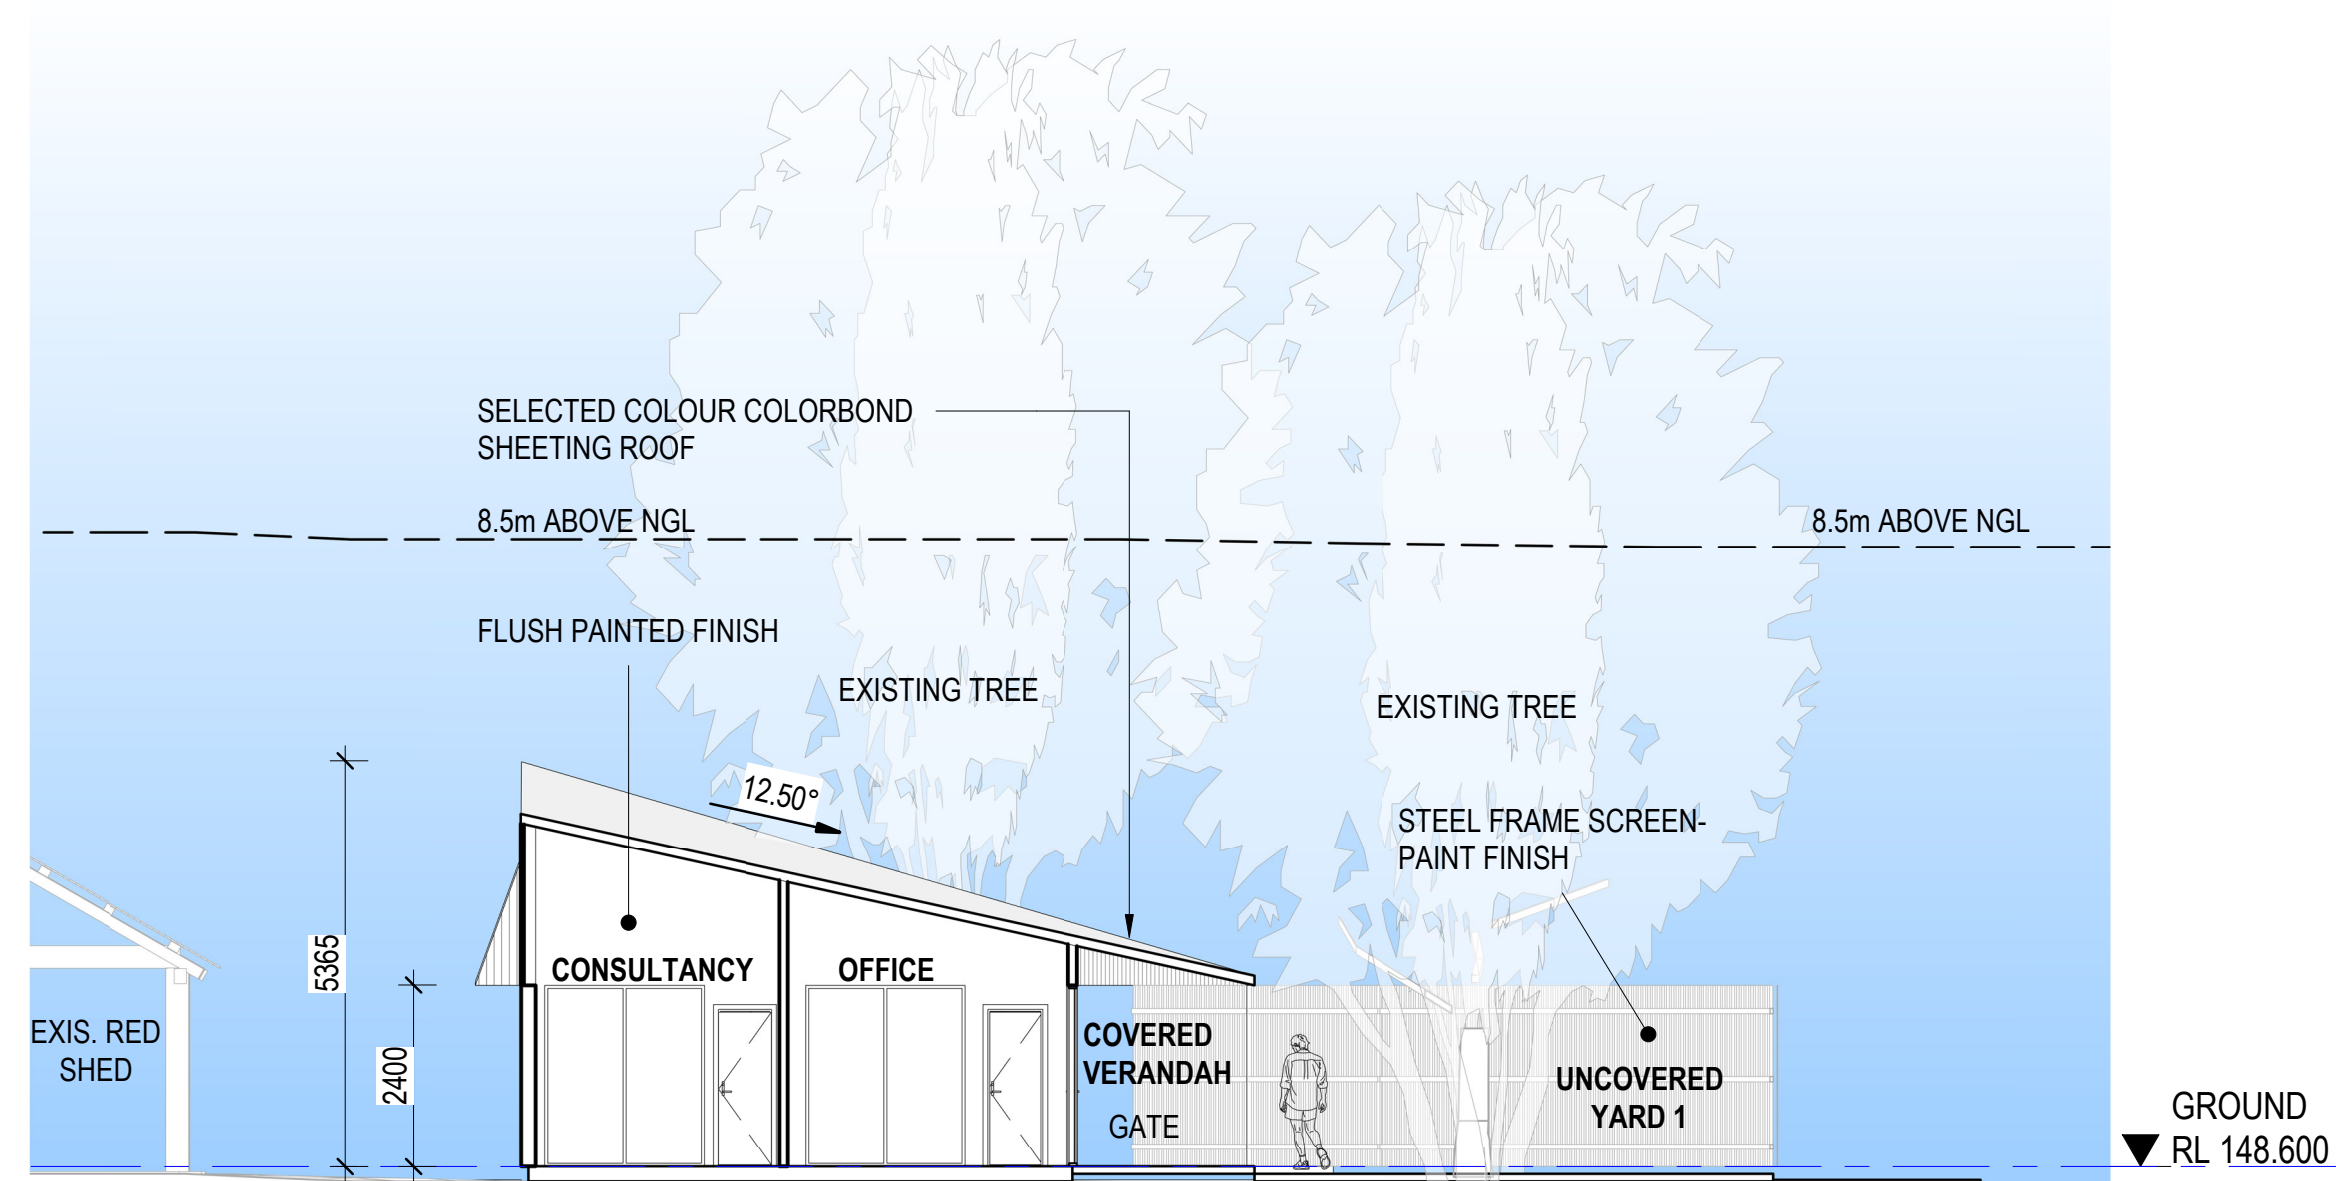 SELECTED COLOUR COLORBOND
SHEETING ROOF
8.5m ABOVE NGL
8.5m ABOVE NGL
FLUSH PAINTED FINISH
EXISTING TREE
EXISTING TREE
12.50°
STEEL FRAME SCREEN-
PAINT FINISH
5365
CONSULTANCY
OFFICE
EXIS. RED
SHED
2400
COVERED
VERANDAH
GATE
UNCOVERED
YARD 1
GROUND
RL 148.600